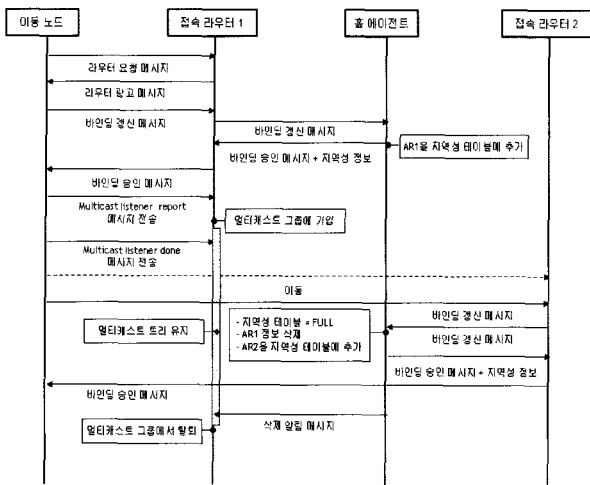 이동 노드
접속 라우터 1
홈 에이전트
접속 라우터 2
라우터 요청 메시지
라우터 광고 메시지
바인딩 갱신 메시지
바인딩 갱신 메시지
AR1을 지역성 테이블에 추가
바인딩 승인 메시지 + 지역성 정보
바인딩 승인 메시지
Multicast listener report
메시지 전송
멀티캐스트 그룹에 가입
Multicast listener done
메시지 전송
이동
바인딩 갱신 메시지
멀티캐스트 트리 유지
- 지역성 테이블 = FULL
- AR1 정보 삭제
- AR2을 지역성 테이블에 추가
바인딩 갱신 메시지
바인딩 승인 메시지 + 지역성 정보
바인딩 승인 메시지
삭제 알림 메시지
멀티캐스트 그룹에서 탈퇴